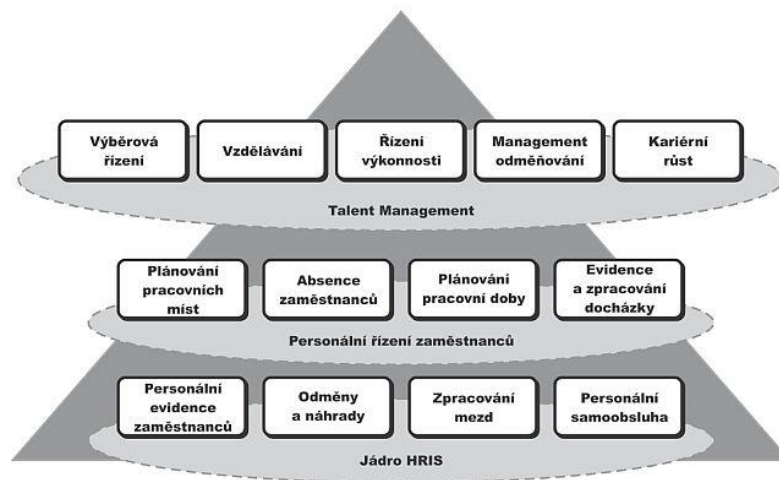 Výběrová
řízení
Vzdělávání
Řízení
výkonnosti
Management
odměňování
Kariérní
růst
Talent Management
Plánování
pracovních
míst
Absence
zaměstnanců
Plánování
pracovní doby
Evidence
a zpracování
docházky
Personální řízení zaměstnanců
Personální
evidence
zaměstnanců
Odměny
a náhrady
Zpracování
mezd
Personální
samoobsluha
Jádro HRIS